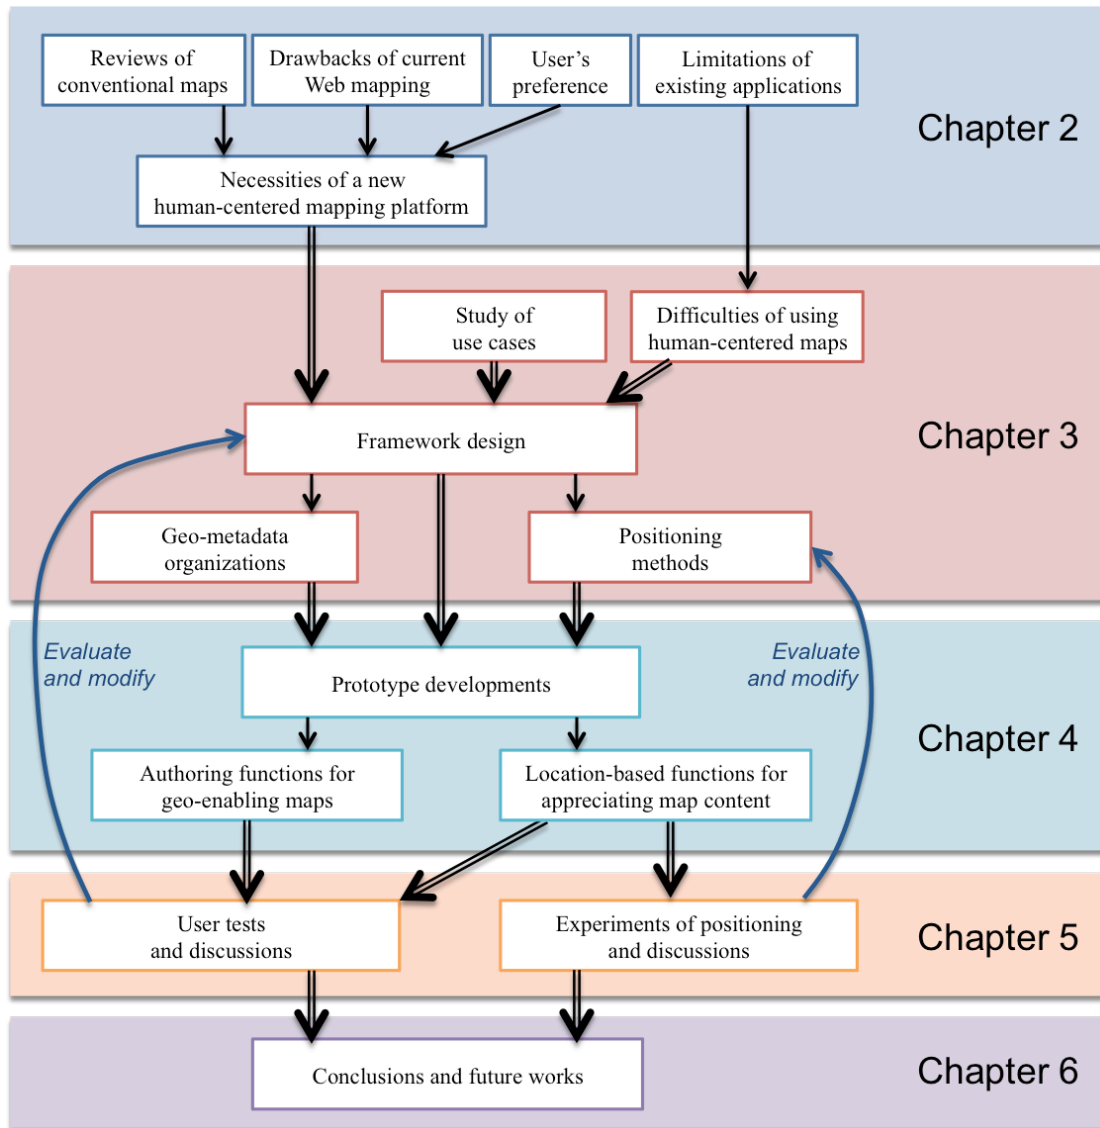 Reviews of
conventional maps
Drawbacks of current
Web mapping
User's
preference
Limitations of
existing applications
Chapter 2
Necessities of a new
human-centered mapping platform
Study of
use cases
Difficulties of using
human-centered maps
Framework design
Chapter 3
Geo-metadata
organizations
Positioning
methods
Evaluate
and modify
Evaluate
and modify
Prototype developments
Chapter 4
Authoring functions for
geo-enabling maps
Location-based functions for
appreciating map content
User tests
and discussions
Experiments of positioning
and discussions
Chapter 5
Conclusions and future works
Chapter 6